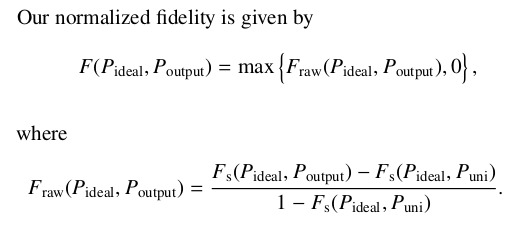 Our normalized fidelity is given by
F(P_ideal, P_output) = max {F_raw(P_ideal, P_output), 0},
where
F_raw(P_ideal, P_output) = \frac{F_s(P_ideal, P_output) − F_s(P_ideal, P_uni)}{1 − F_s(P_ideal, P_uni)}.